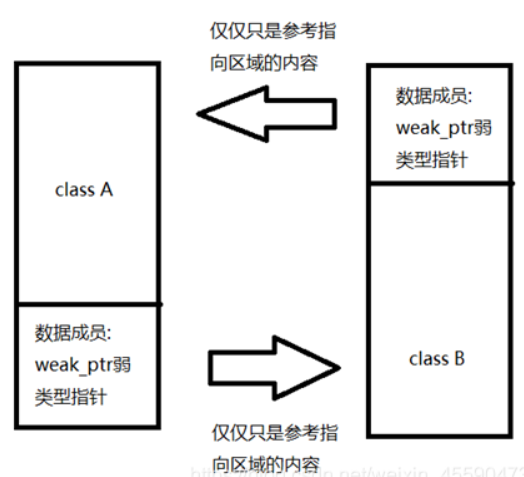 仅仅只是参考指
向区域的内容
class A
数据成员:
weak_ptr弱
类型指针
数据成员:
weak_ptr弱
类型指针
class B
仅仅只是参考指
向区域的内容